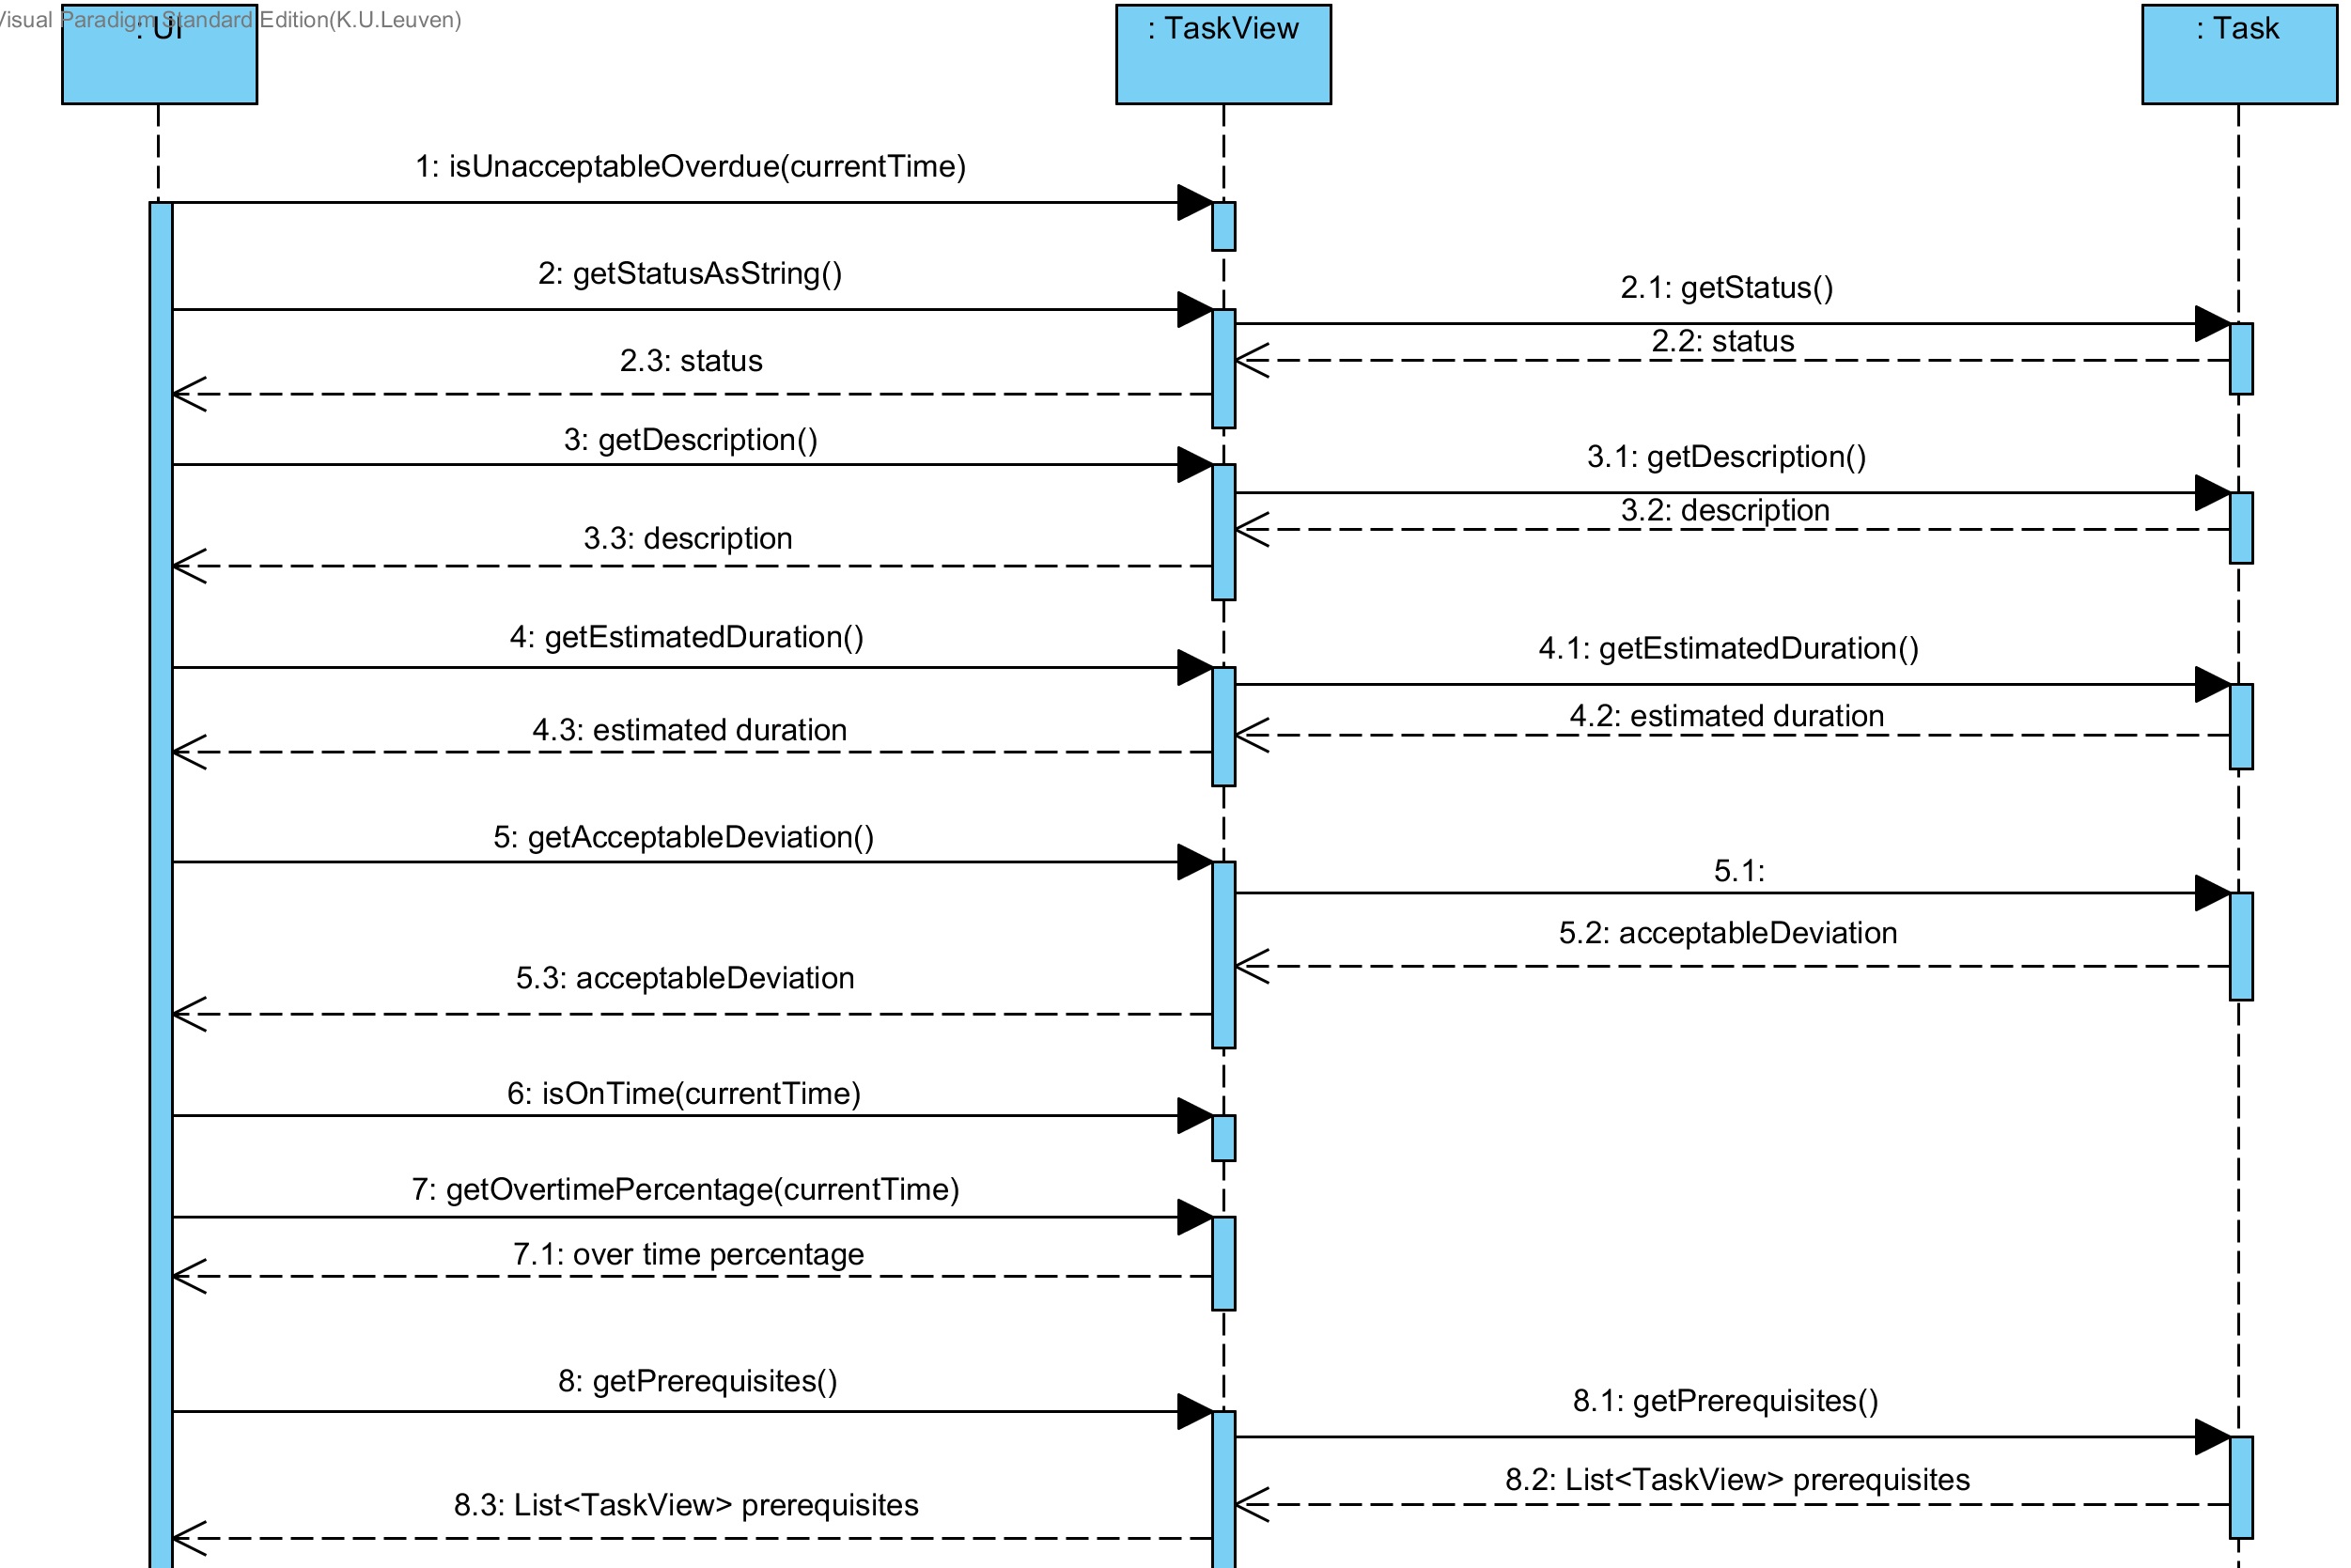 Visual Paradigm Standard Edition(K.U.Leuven)
: UI
: TaskView
: Task
1: isUnacceptableOverdue(currentTime)
2: getStatusAsString()
2.1: getStatus()
2.2: status
2.3: status
3: getDescription()
3.1: getDescription()
3.2: description
3.3: description
4: getEstimatedDuration()
4.1: getEstimatedDuration()
4.2: estimated duration
4.3: estimated duration
5: getAcceptableDeviation()
5.1:
5.2: acceptableDeviation
5.3: acceptableDeviation
6: isOnTime(currentTime)
7: getOvertimePercentage(currentTime)
7.1: over time percentage
8: getPrerequisites()
8.1: getPrerequisites()
8.2: List<TaskView> prerequisites
8.3: List<TaskView> prerequisites